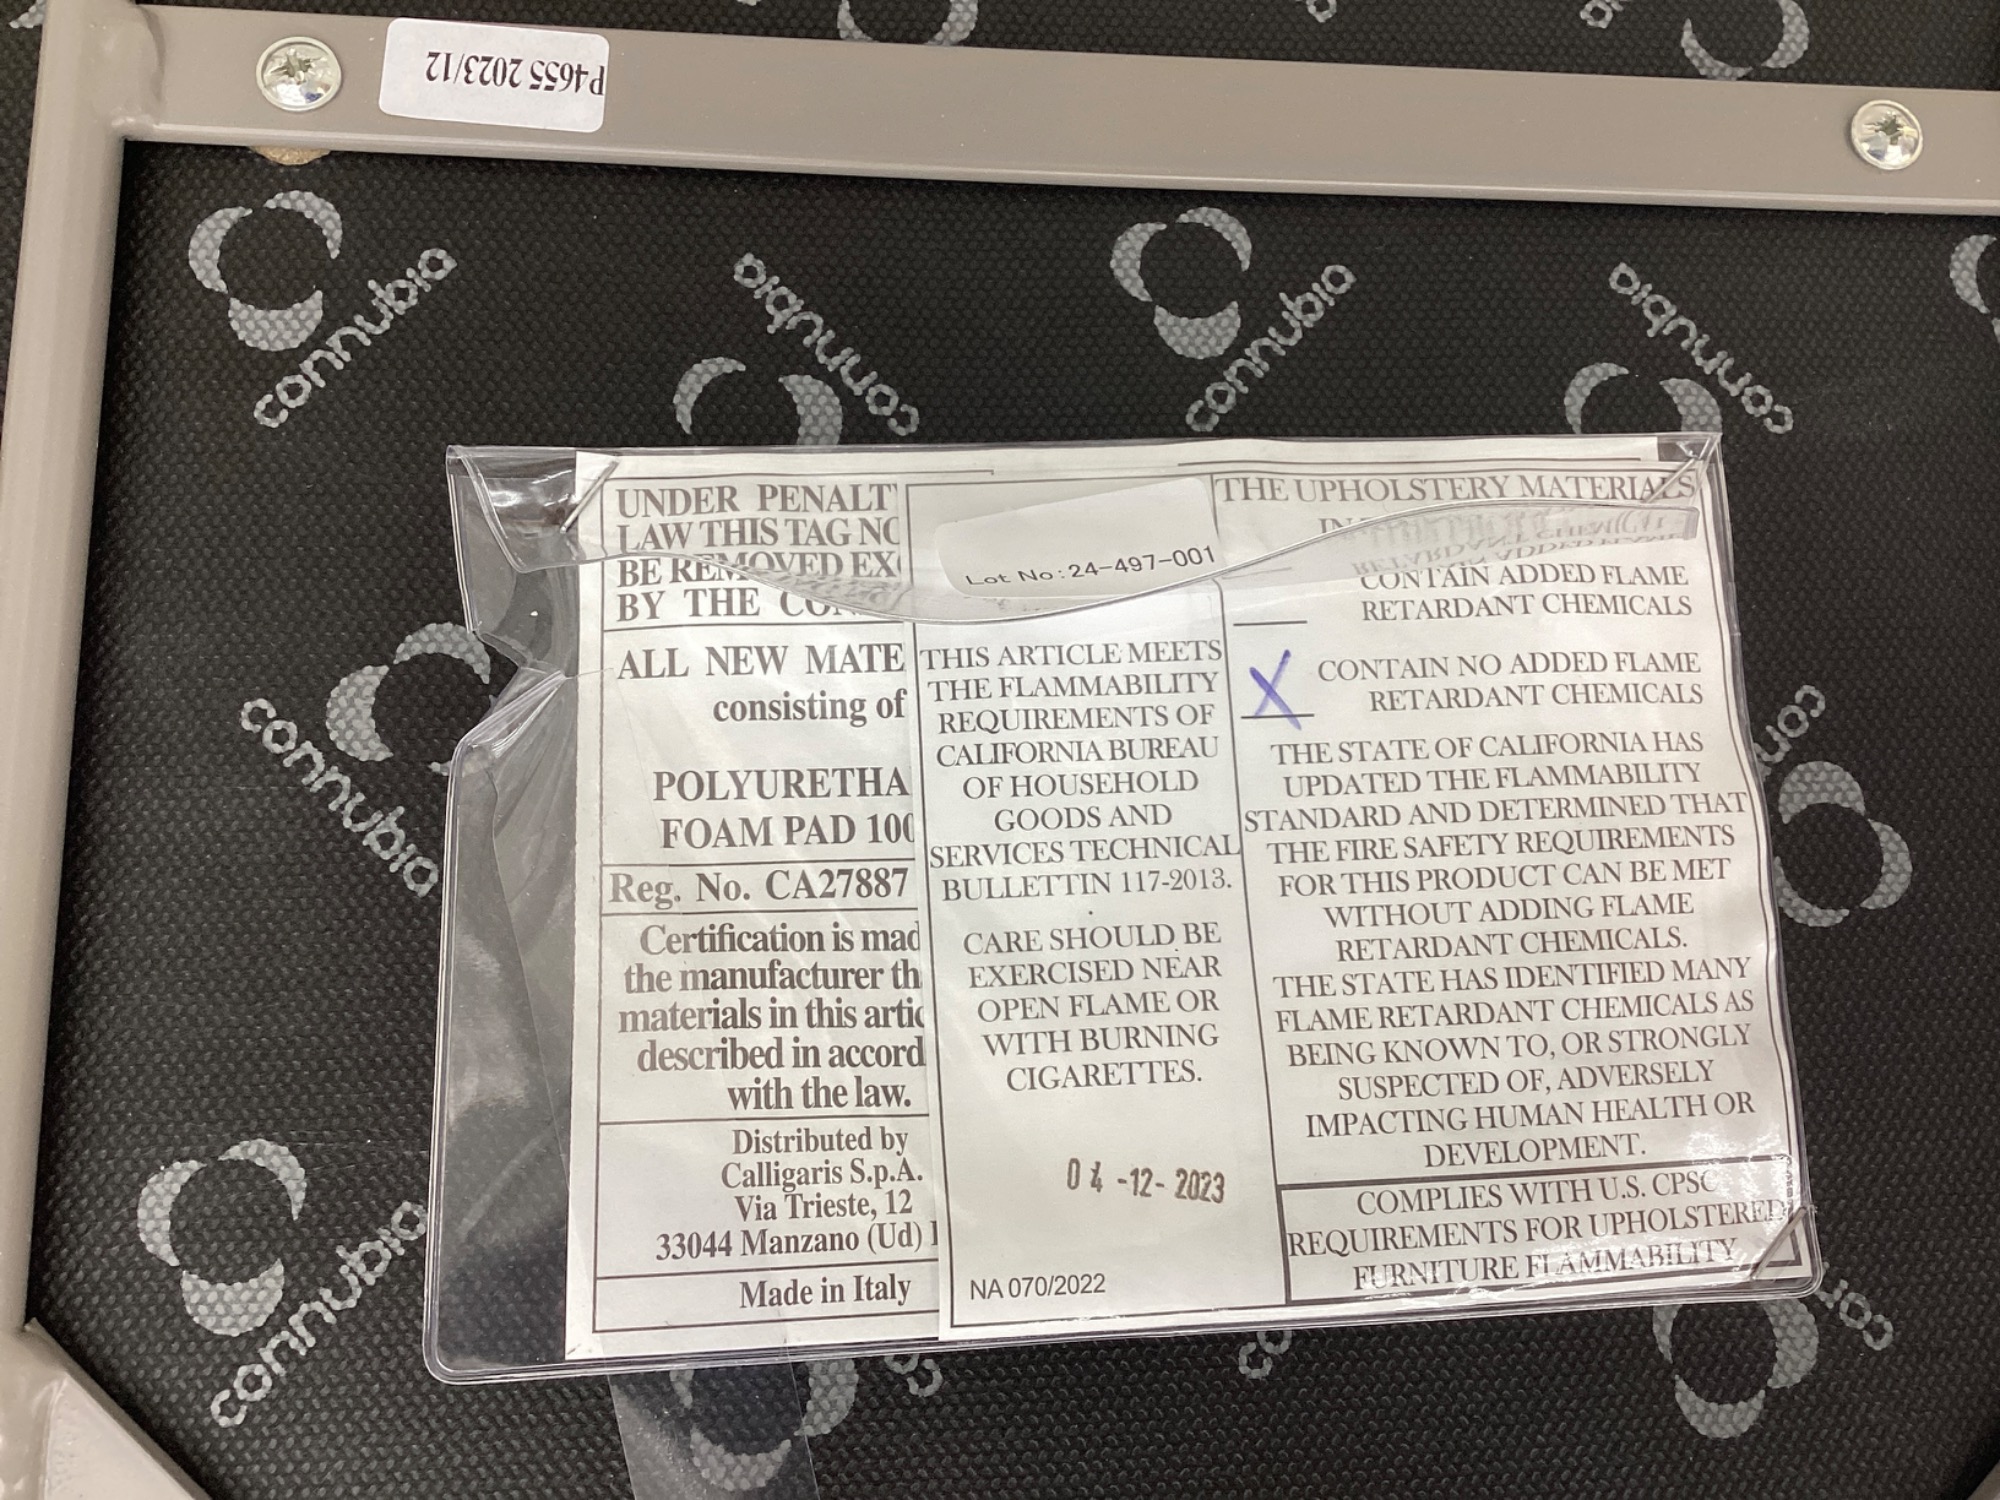 P4655 2023/12
connubia
connubia
connubia
connubia
UNDER PENALT
LAW THIS TAG NO
BE REMOVED EX
BY THE
ALL NEW MATE
consisting of
POLYURETHA
FOAM PAD 100
Reg. No. CA27887
Certification is mad
the manufacturer th
materials in this artic
described in accord
with the law.
Distributed by
Calligaris S.p.A.
Via Trieste, 12
33044 Manzano (Ud) I
Made in Italy
Lot No: 24-497-001
THIS ARTICLE MEETS
THE FLAMMABILITY
REQUIREMENTS OF
CALIFORNIA BUREAU
OF HOUSEHOLD
GOODS AND
SERVICES TECHNICAL
BULLETTIN 117-2013.
CARE SHOULD BE
EXERCISED NEAR
OPEN FLAME OR
WITH BURNING
CIGARETTES.
04-12-2023
NA 070/2022
THE UPHOLSTERY MATERIALS
IN
CONTAIN ADDED FLAME
RETARDANT CHEMICALS
X CONTAIN NO ADDED FLAME
RETARDANT CHEMICALS
THE STATE OF CALIFORNIA HAS
UPDATED THE FLAMMABILITY
STANDARD AND DETERMINED THAT
THE FIRE SAFETY REQUIREMENTS
FOR THIS PRODUCT CAN BE MET
WITHOUT ADDING FLAME
RETARDANT CHEMICALS.
THE STATE HAS IDENTIFIED MANY
FLAME RETARDANT CHEMICALS AS
BEING KNOWN TO, OR STRONGLY
SUSPECTED OF, ADVERSELY
IMPACTING HUMAN HEALTH OR
DEVELOPMENT.
COMPLIES WITH U.S. CPSC
REQUIREMENTS FOR UPHOLSTERED
FURNITURE FLAMMABILITY
connubia
connubia